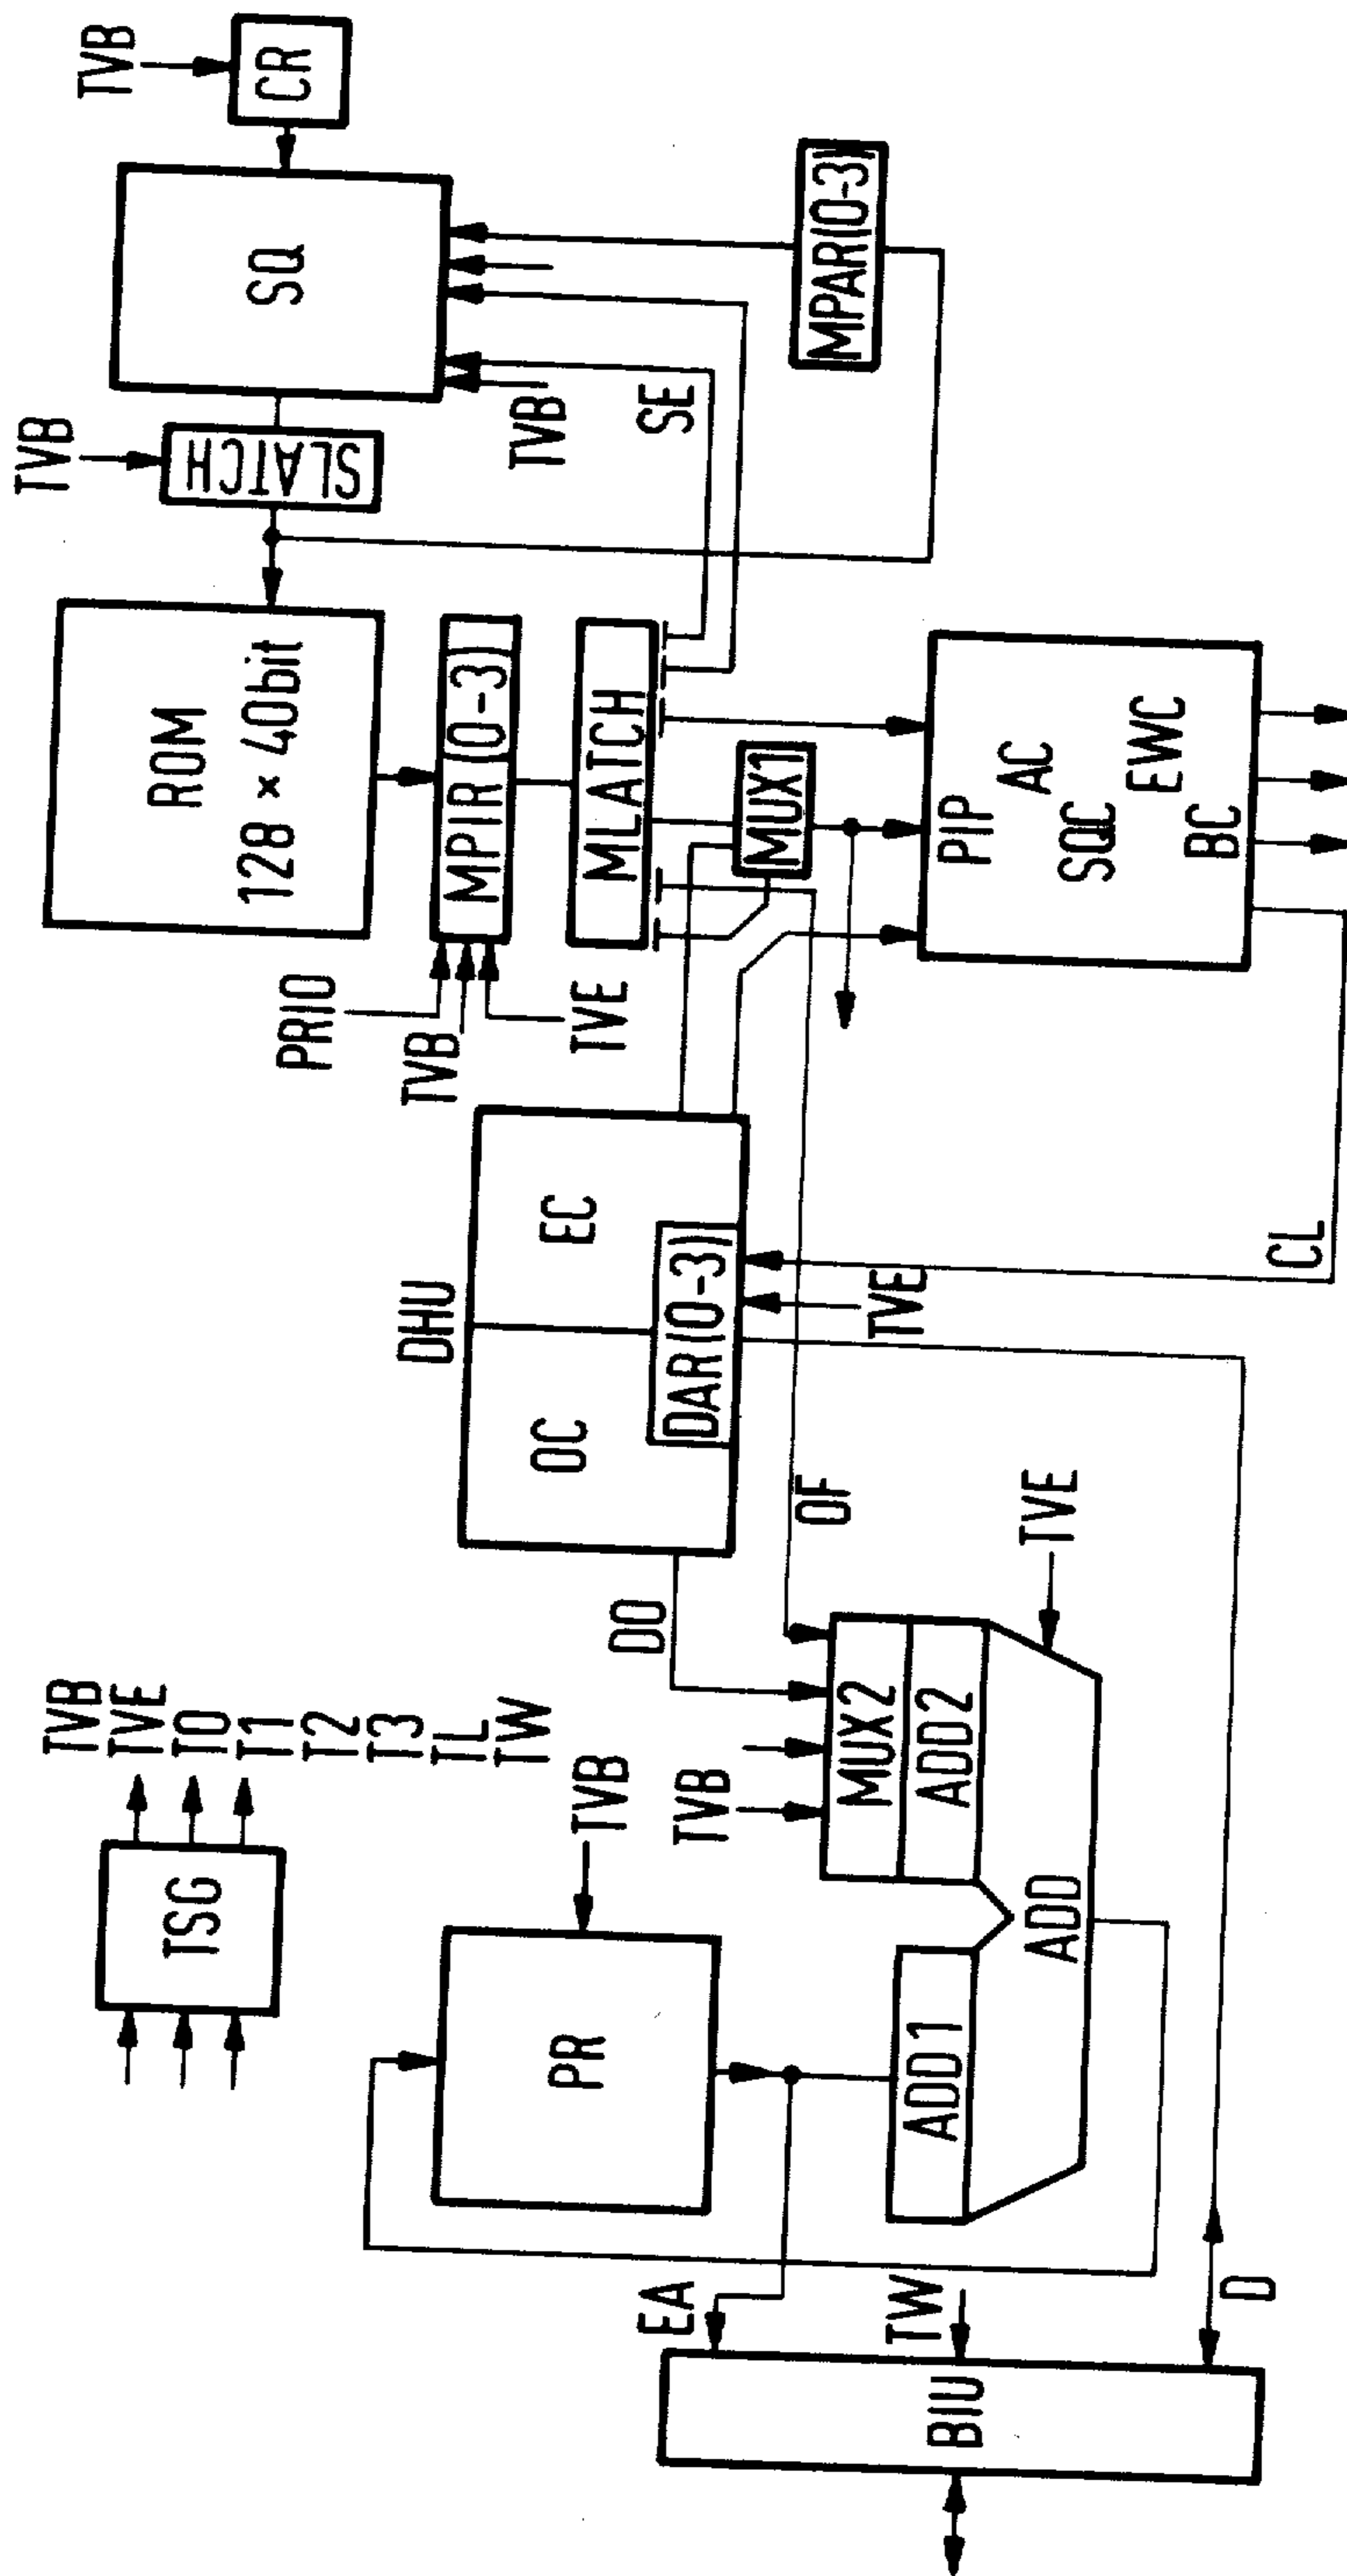 TSG
TVB
TVE
T0
T1
T2
T3
TL
TW
ROM
128 × 40bit
TVB
SLATCH
SQ
TVB
CR
PRIO
TVB
TVE
MPIR (0-3)
MLATCH
TVB
SE
MPAR(0-3)
MUX1
PIP
AC
SQC
EWC
BC
CL
DHU
OC
EC
DAR(0-3)
TVE
DO
OF
PR
TVB
TVB
MUX2
ADD2
ADD1
ADD
TVE
EA
TW
BIU
D